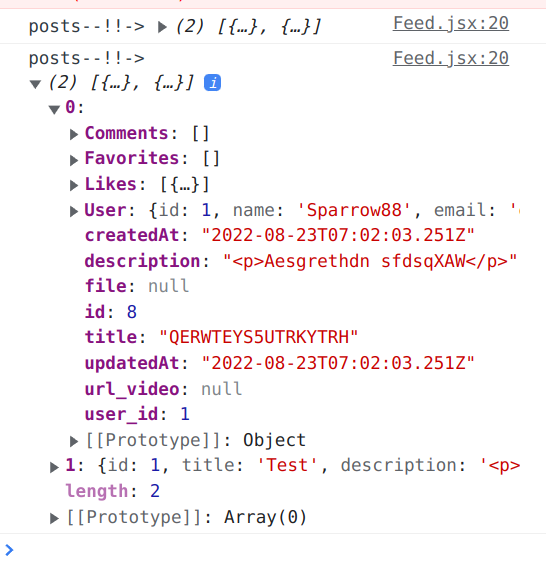 posts--!!-> (2) [{…}, {…}] Feed.jsx:20
posts--!!-> Feed.jsx:20
(2) [{…}, {…}] i
0:
Comments: []
Favorites: []
Likes: [{…}]
User: {id: 1, name: 'Sparrow88', email: '
createdAt: "2022-08-23T07:02:03.251Z"
description: "<p>Aesgrethdn sfdsqXAW</p>"
file: null
id: 8
title: "QERWTEYS5UTRKYTRH"
updatedAt: "2022-08-23T07:02:03.251Z"
url_video: null
user_id: 1
[[Prototype]]: Object
1: {id: 1, title: 'Test', description: '<p>
length: 2
[[Prototype]]: Array(0)